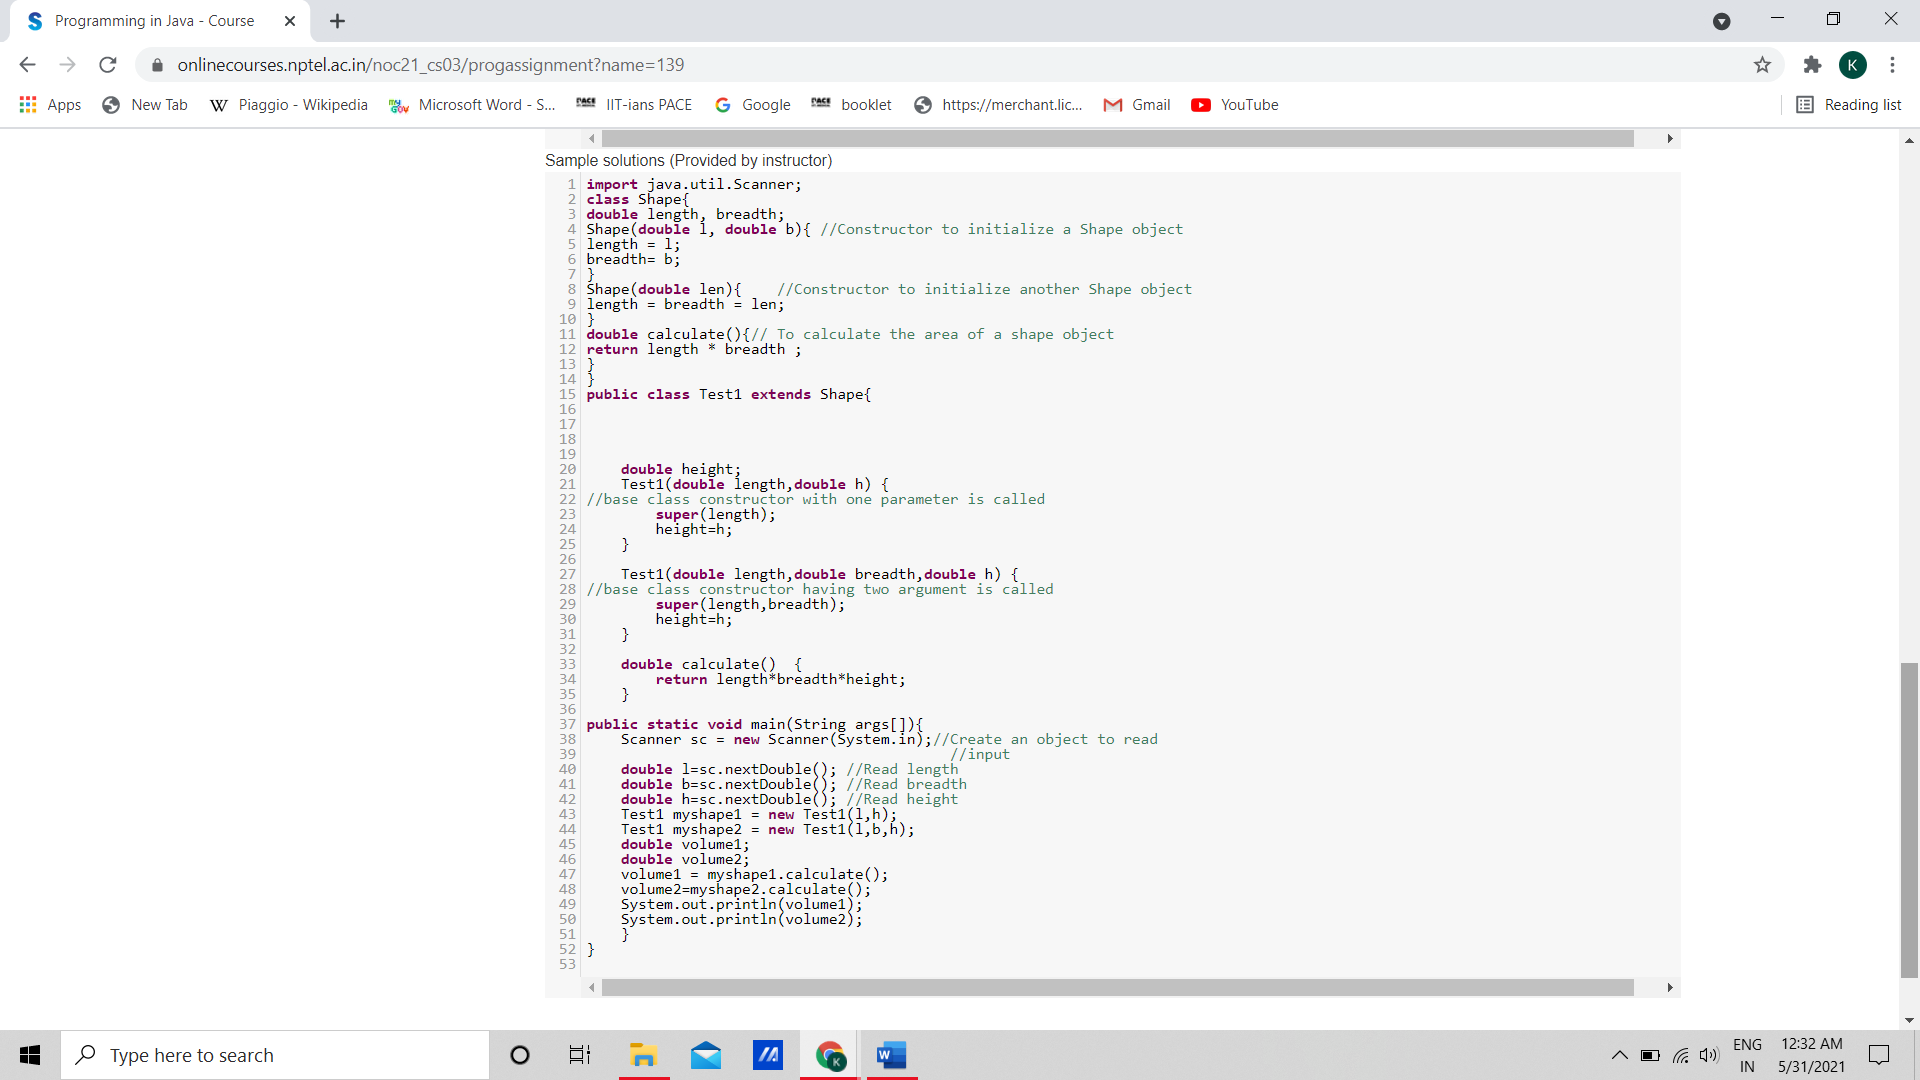 Programming in Java - Course
onlinecourses.nptel.ac.in/noc21_cs03/progassignment?name=139
K
Apps New Tab W Piaggio - Wikipedia Microsoft Word - S... PACE IIT-ians PACE G Google PACE booklet https://merchant.lic... Gmail YouTube Reading list
Sample solutions (Provided by instructor)
1 import java.util.Scanner;
2 class Shape{
3 double length, breadth;
4 Shape(double l, double b){ //Constructor to initialize a Shape object
5 length = l;
6 breadth= b;
7 }
8 Shape(double len){    //Constructor to initialize another Shape object
9 length = breadth = len;
10 }
11 double calculate(){// To calculate the area of a shape object
12 return length * breadth ;
13 }
14 }
15 public class Test1 extends Shape{
16
17
18
19
20     double height;
21     Test1(double length,double h) {
22 //base class constructor with one parameter is called
23         super(length);
24         height=h;
25     }
26
27     Test1(double length,double breadth,double h) {
28 //base class constructor having two argument is called
29         super(length,breadth);
30         height=h;
31     }
32
33     double calculate()  {
34         return length*breadth*height;
35     }
36
37 public static void main(String args[]){
38     Scanner sc = new Scanner(System.in);//Create an object to read
39                                           //input
40     double l=sc.nextDouble(); //Read length
41     double b=sc.nextDouble(); //Read breadth
42     double h=sc.nextDouble(); //Read height
43     Test1 myshape1 = new Test1(l,h);
44     Test1 myshape2 = new Test1(l,b,h);
45     double volume1;
46     double volume2;
47     volume1 = myshape1.calculate();
48     volume2=myshape2.calculate();
49     System.out.println(volume1);
50     System.out.println(volume2);
51     }
52 }
53
Type here to search
K
W
ENG
IN
12:32 AM
5/31/2021